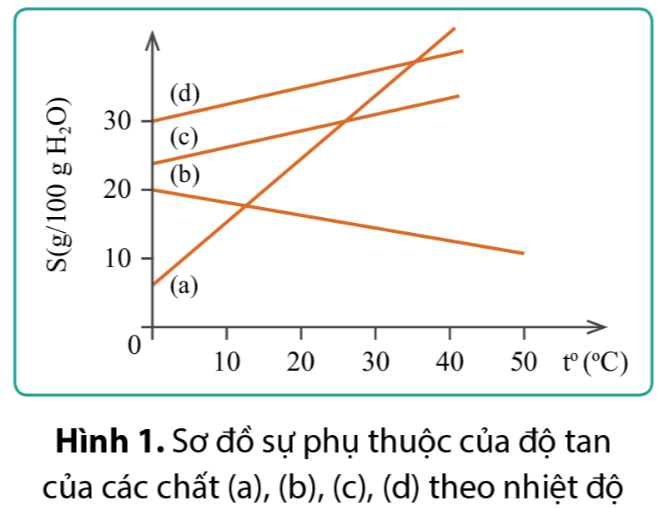 S(g/100 g H₂O)
30
20
10
0
(d)
(c)
(b)
(a)
10 20 30 40 50 tº (ºC)
Hình 1. Sơ đồ sự phụ thuộc của độ tan
của các chất (a), (b), (c), (d) theo nhiệt độ